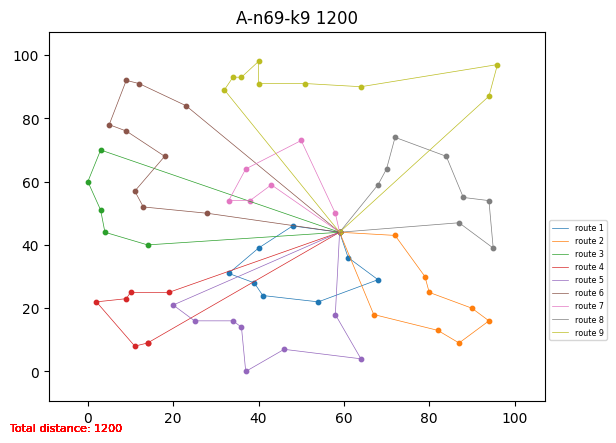 A-n69-k9 1200
100
80
60
40
20
0
0 20 40 60 80 100
route 1
route 2
route 3
route 4
route 5
route 6
route 7
route 8
route 9
Total distance: 1200